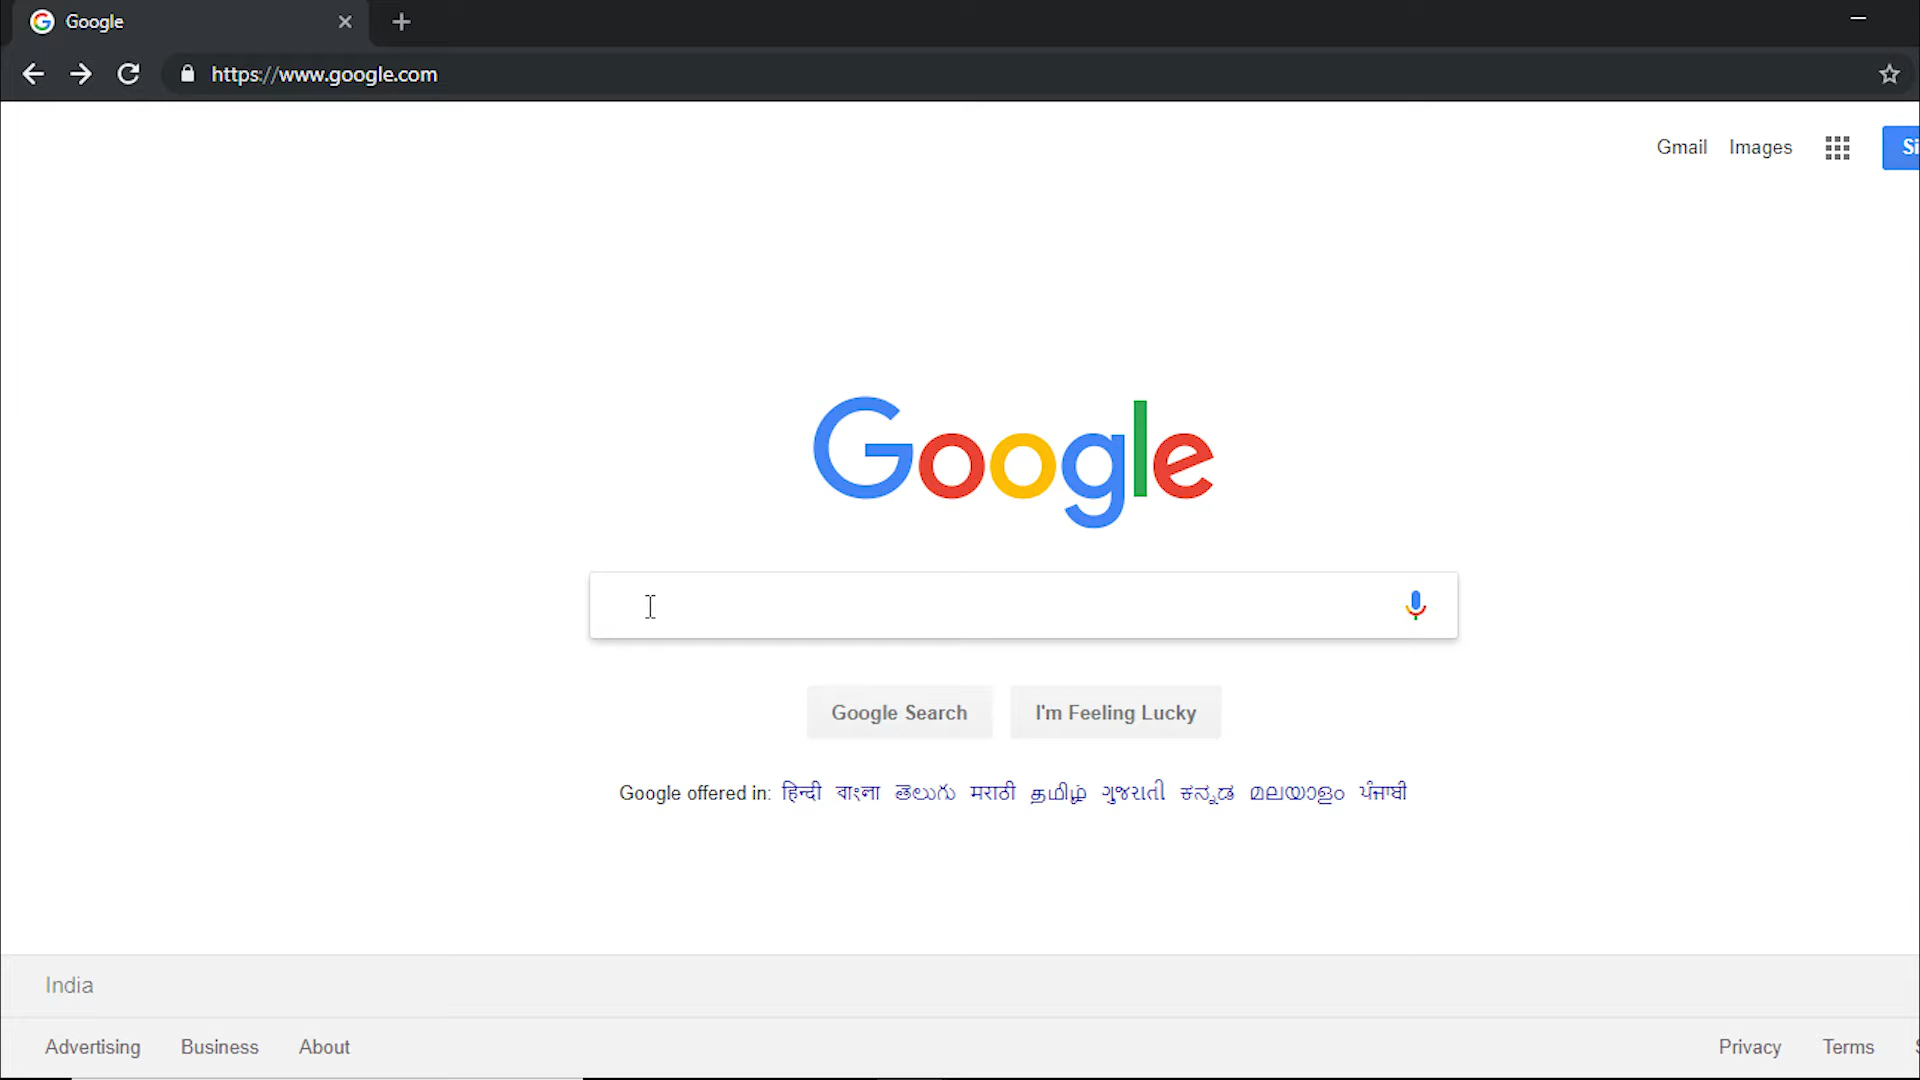 Google
https://www.google.com
Gmail Images
Google
Google Search I'm Feeling Lucky
Google offered in: हिन्दी বাংলা తెలుగు मराठी தமிழ் ગુજરાતી ಕನ್ನಡ മലയാളം ਪੰਜਾਬੀ
India
Advertising Business About Privacy Terms